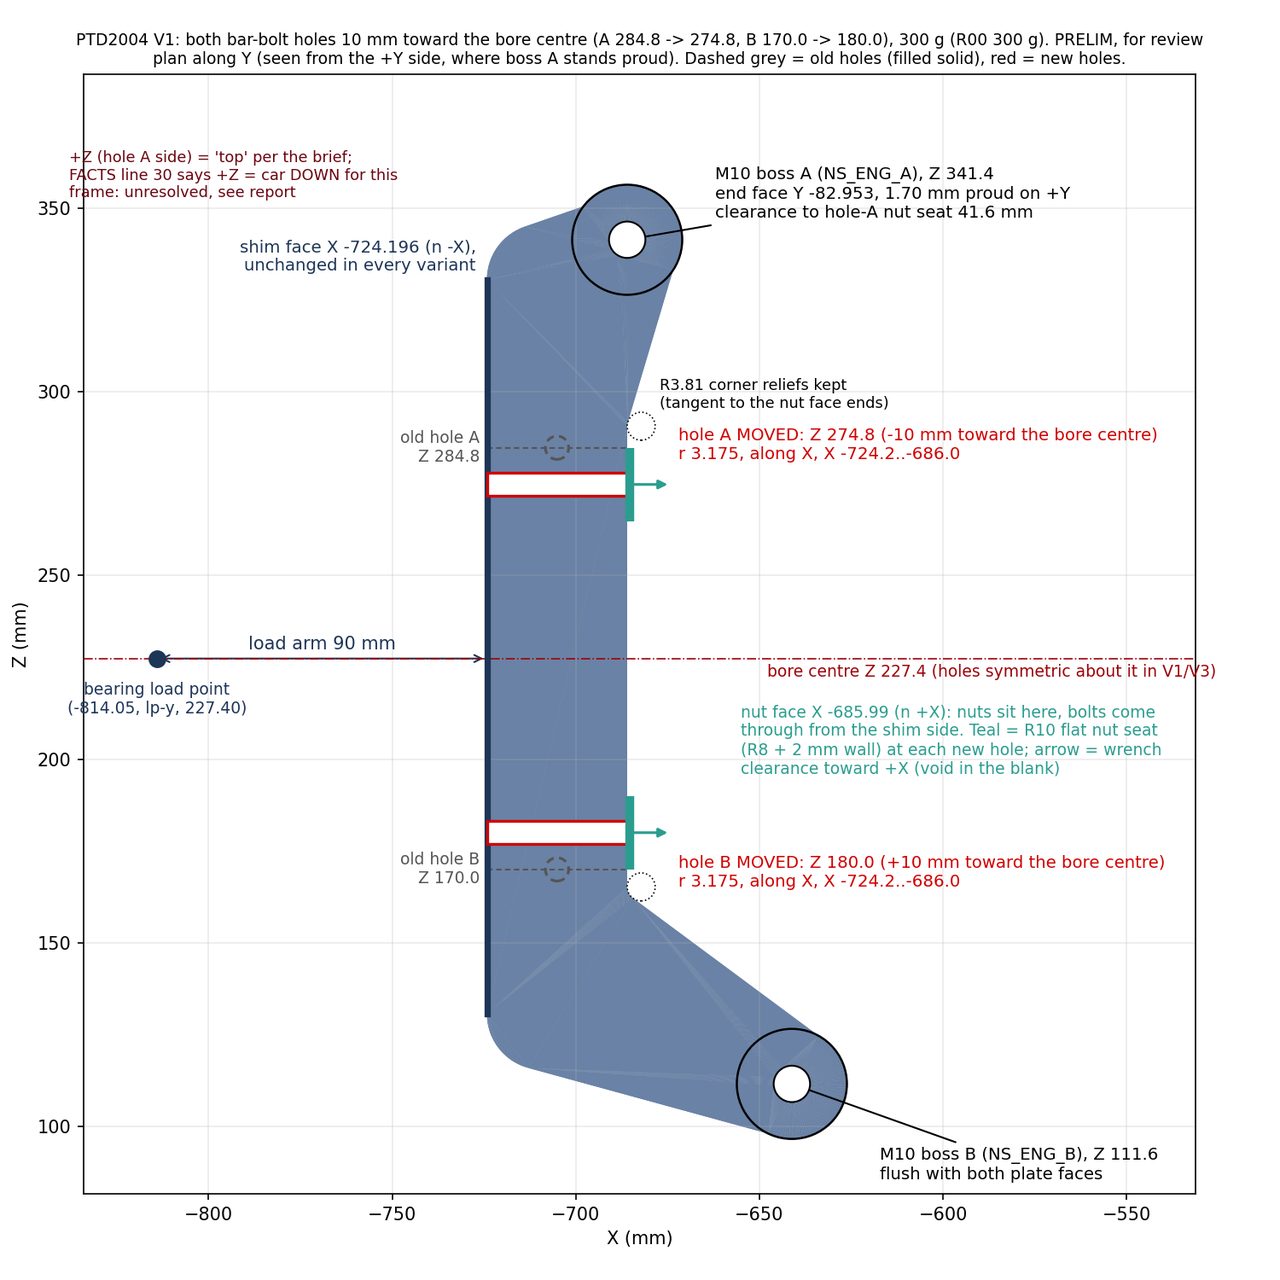 PTD2004 V1: both bar-bolt holes 10 mm toward the bore centre (A 284.8 -> 274.8, B 170.0 -> 180.0), 300 g (R00 300 g). PRELIM, for review
plan along Y (seen from the +Y side, where boss A stands proud). Dashed grey = old holes (filled solid), red = new holes.
+Z (hole A side) = 'top' per the brief;
FACTS line 30 says +Z = car DOWN for this
frame: unresolved, see report
M10 boss A (NS_ENG_A), Z 341.4
end face Y -82.953, 1.70 mm proud on +Y
clearance to hole-A nut seat 41.6 mm
shim face X -724.196 (n -X),
unchanged in every variant
R3.81 corner reliefs kept
(tangent to the nut face ends)
old hole A
Z 284.8
hole A MOVED: Z 274.8 (-10 mm toward the bore centre)
r 3.175, along X, X -724.2..-686.0
load arm 90 mm
bore centre Z 227.4 (holes symmetric about it in V1/V3)
bearing load point
(-814.05, lp-y, 227.40)
nut face X -685.99 (n +X): nuts sit here, bolts come
through from the shim side. Teal = R10 flat nut seat
(R8 + 2 mm wall) at each new hole; arrow = wrench
clearance toward +X (void in the blank)
old hole B
Z 170.0
hole B MOVED: Z 180.0 (+10 mm toward the bore centre)
r 3.175, along X, X -724.2..-686.0
M10 boss B (NS_ENG_B), Z 111.6
flush with both plate faces
350
300
250
200
150
100
Z (mm)
−800
−750
−700
−650
−600
−550
X (mm)